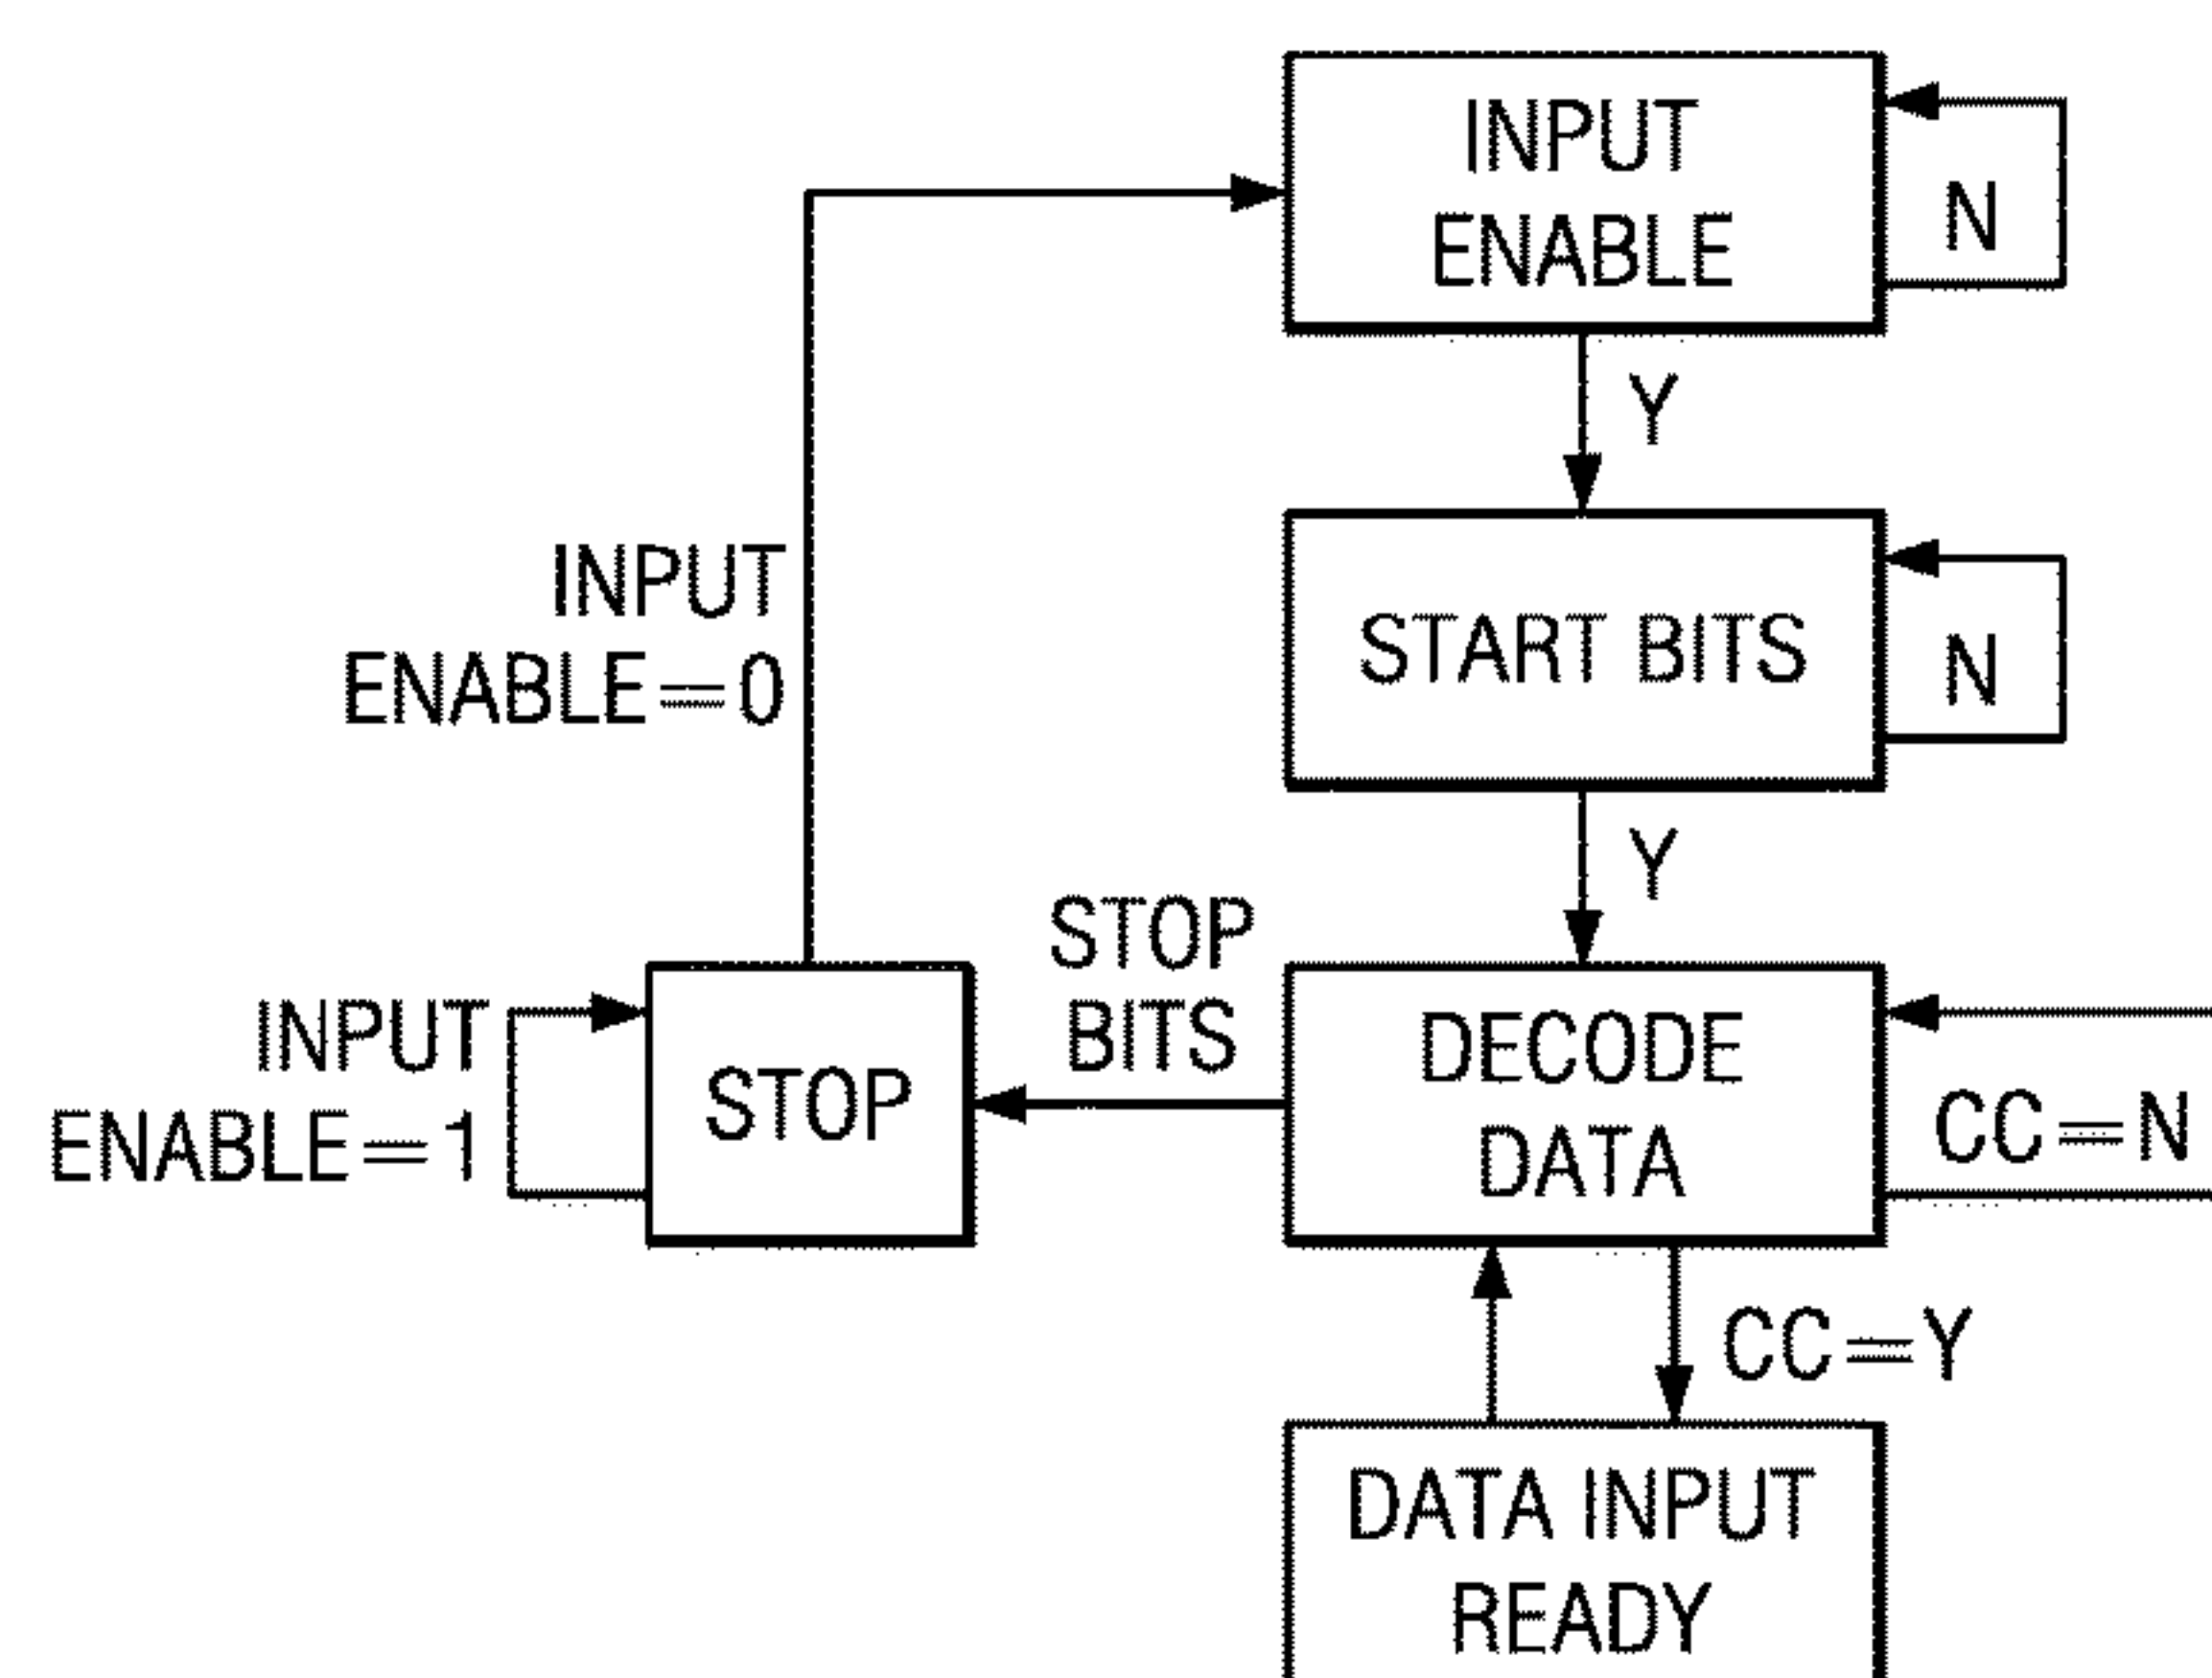 INPUT
ENABLE
N
Y
INPUT
ENABLE=0
START BITS
N
Y
STOP
BITS
INPUT
ENABLE=1
STOP
DECODE
DATA
CC=N
CC=Y
DATA INPUT
READY